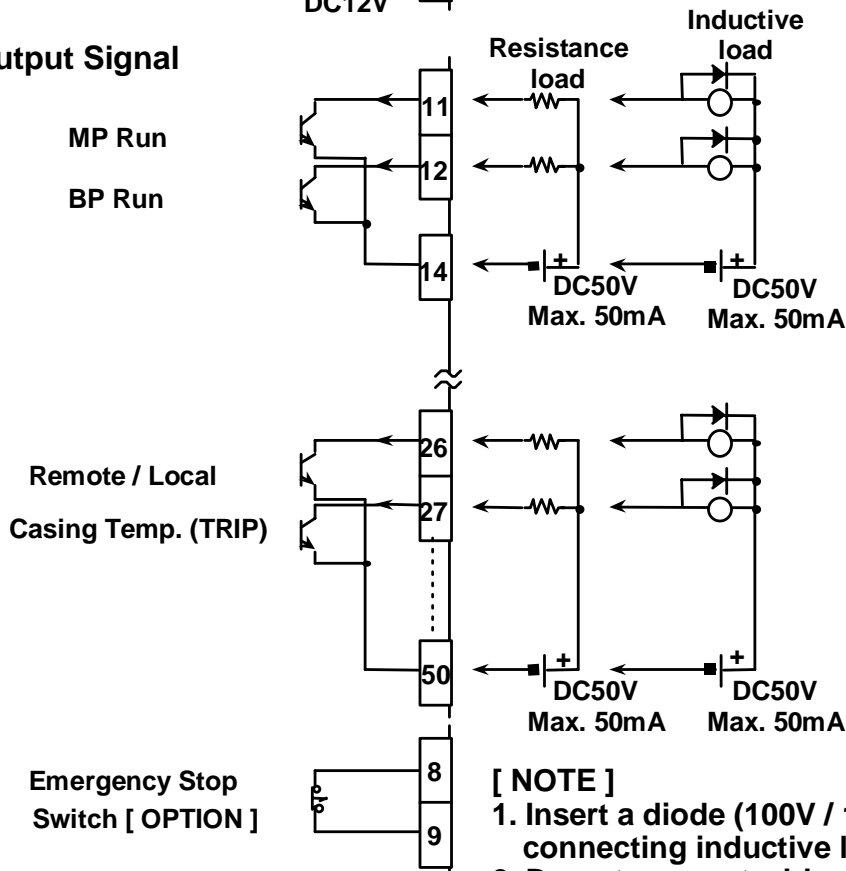 DC12V
utput Signal
Resistance
load
Inductive
load
MP Run
BP Run
11
12
14
+
DC50V
Max. 50mA
+
DC50V
Max. 50mA
Remote / Local
Casing Temp. (TRIP)
26
27
50
+
DC50V
Max. 50mA
+
DC50V
Max. 50mA
Emergency Stop
Switch [ OPTION ]
8
9
[ NOTE ]
1. Insert a diode (100V /
connecting inductive